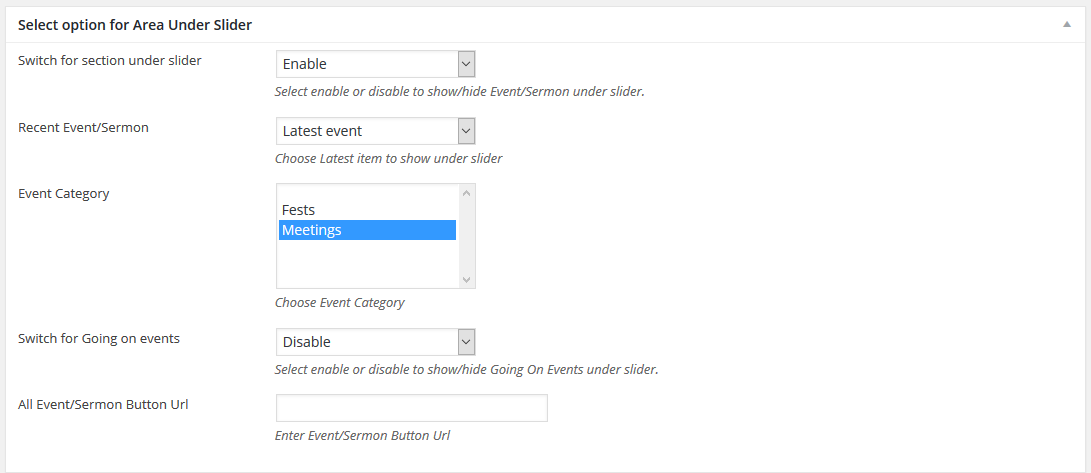 Select option for Area Under Slider
Switch for section under slider
Enable
Select enable or disable to show/hide Event/Sermon under slider.
Recent Event/Sermon
Latest event
Choose Latest item to show under slider
Event Category
Fests
Meetings
Choose Event Category
Switch for Going on events
Disable
Select enable or disable to show/hide Going On Events under slider.
All Event/Sermon Button Url
Enter Event/Sermon Button Url